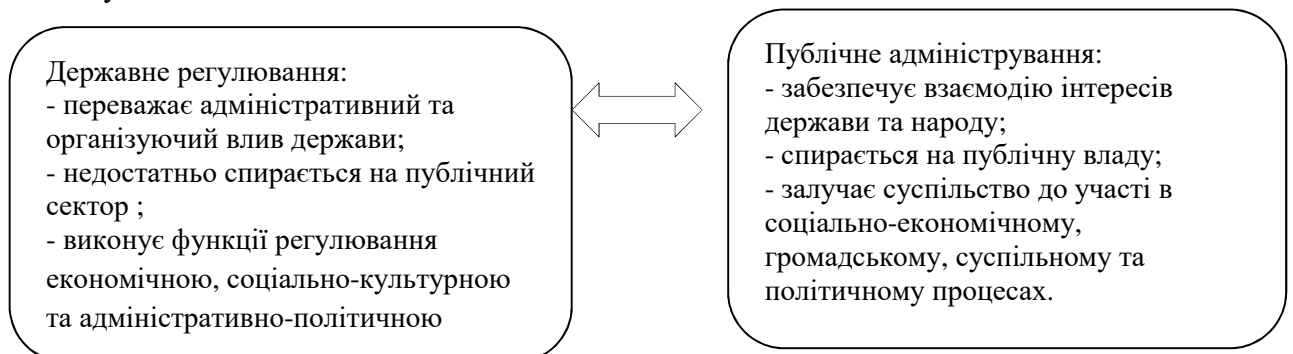 Державне регулювання:
- переважає адміністративний та
організуючий влив держави;
- недостатньо спирається на публічний
сектор ;
- виконує функції регулювання
економічною, соціально-культурною
та адміністративно-політичною
Публічне адміністрування:
- забезпечує взаємодію інтересів
держави та народу;
- спирається на публічну владу;
- залучає суспільство до участі в
соціально-економічному,
громадському, суспільному та
політичному процесах.